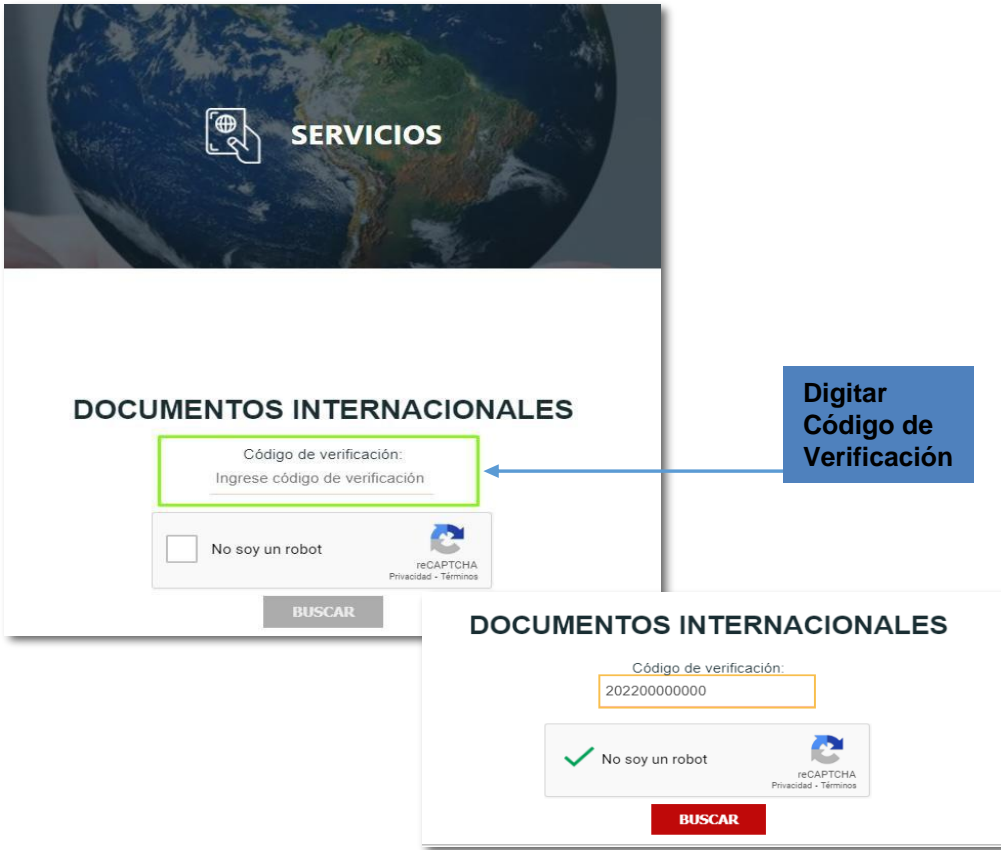 SERVICIOS
DOCUMENTOS INTERNACIONALES
Código de verificación:
Ingrese código de verificación
No soy un robot
reCAPTCHA
Privacidad - Términos
BUSCAR
Digitar
Código de
Verificación
DOCUMENTOS INTERNACIONALES
Código de verificación:
202200000000
No soy un robot
reCAPTCHA
Privacidad - Términos
BUSCAR